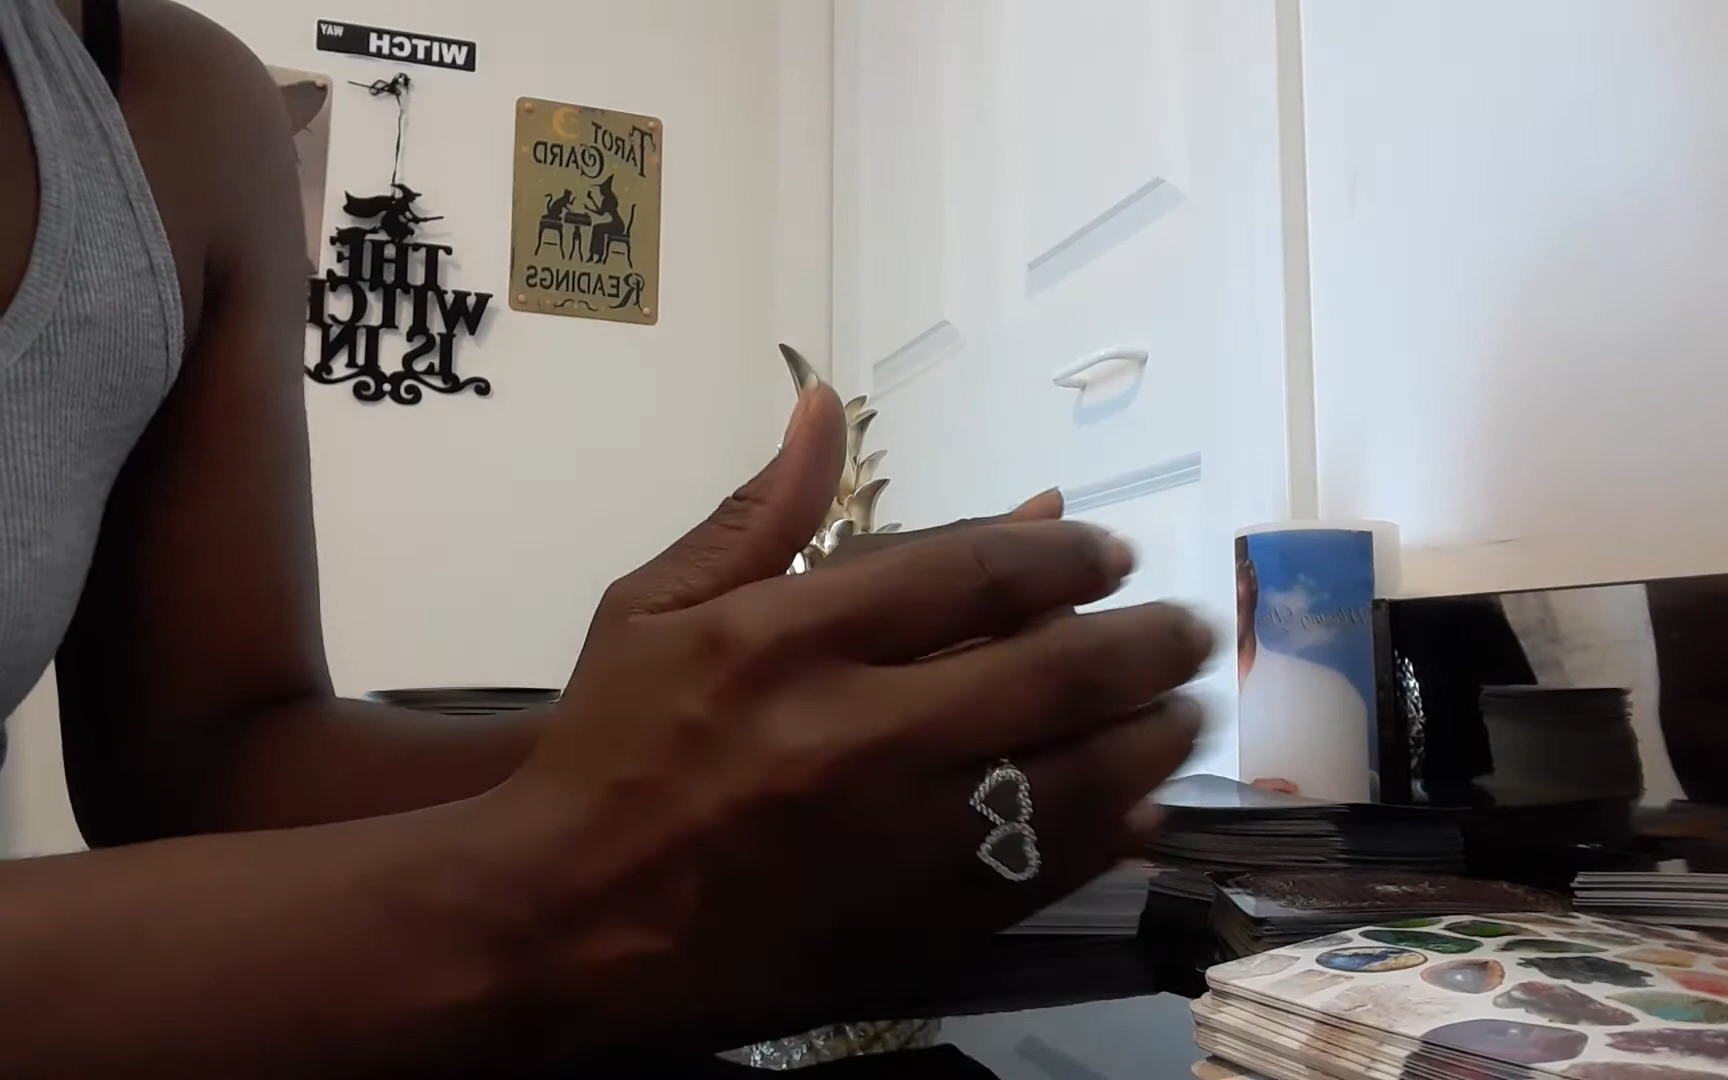 WITCH WAY
THE
WITCH
IS IN
TAROT
CARD
READINGS